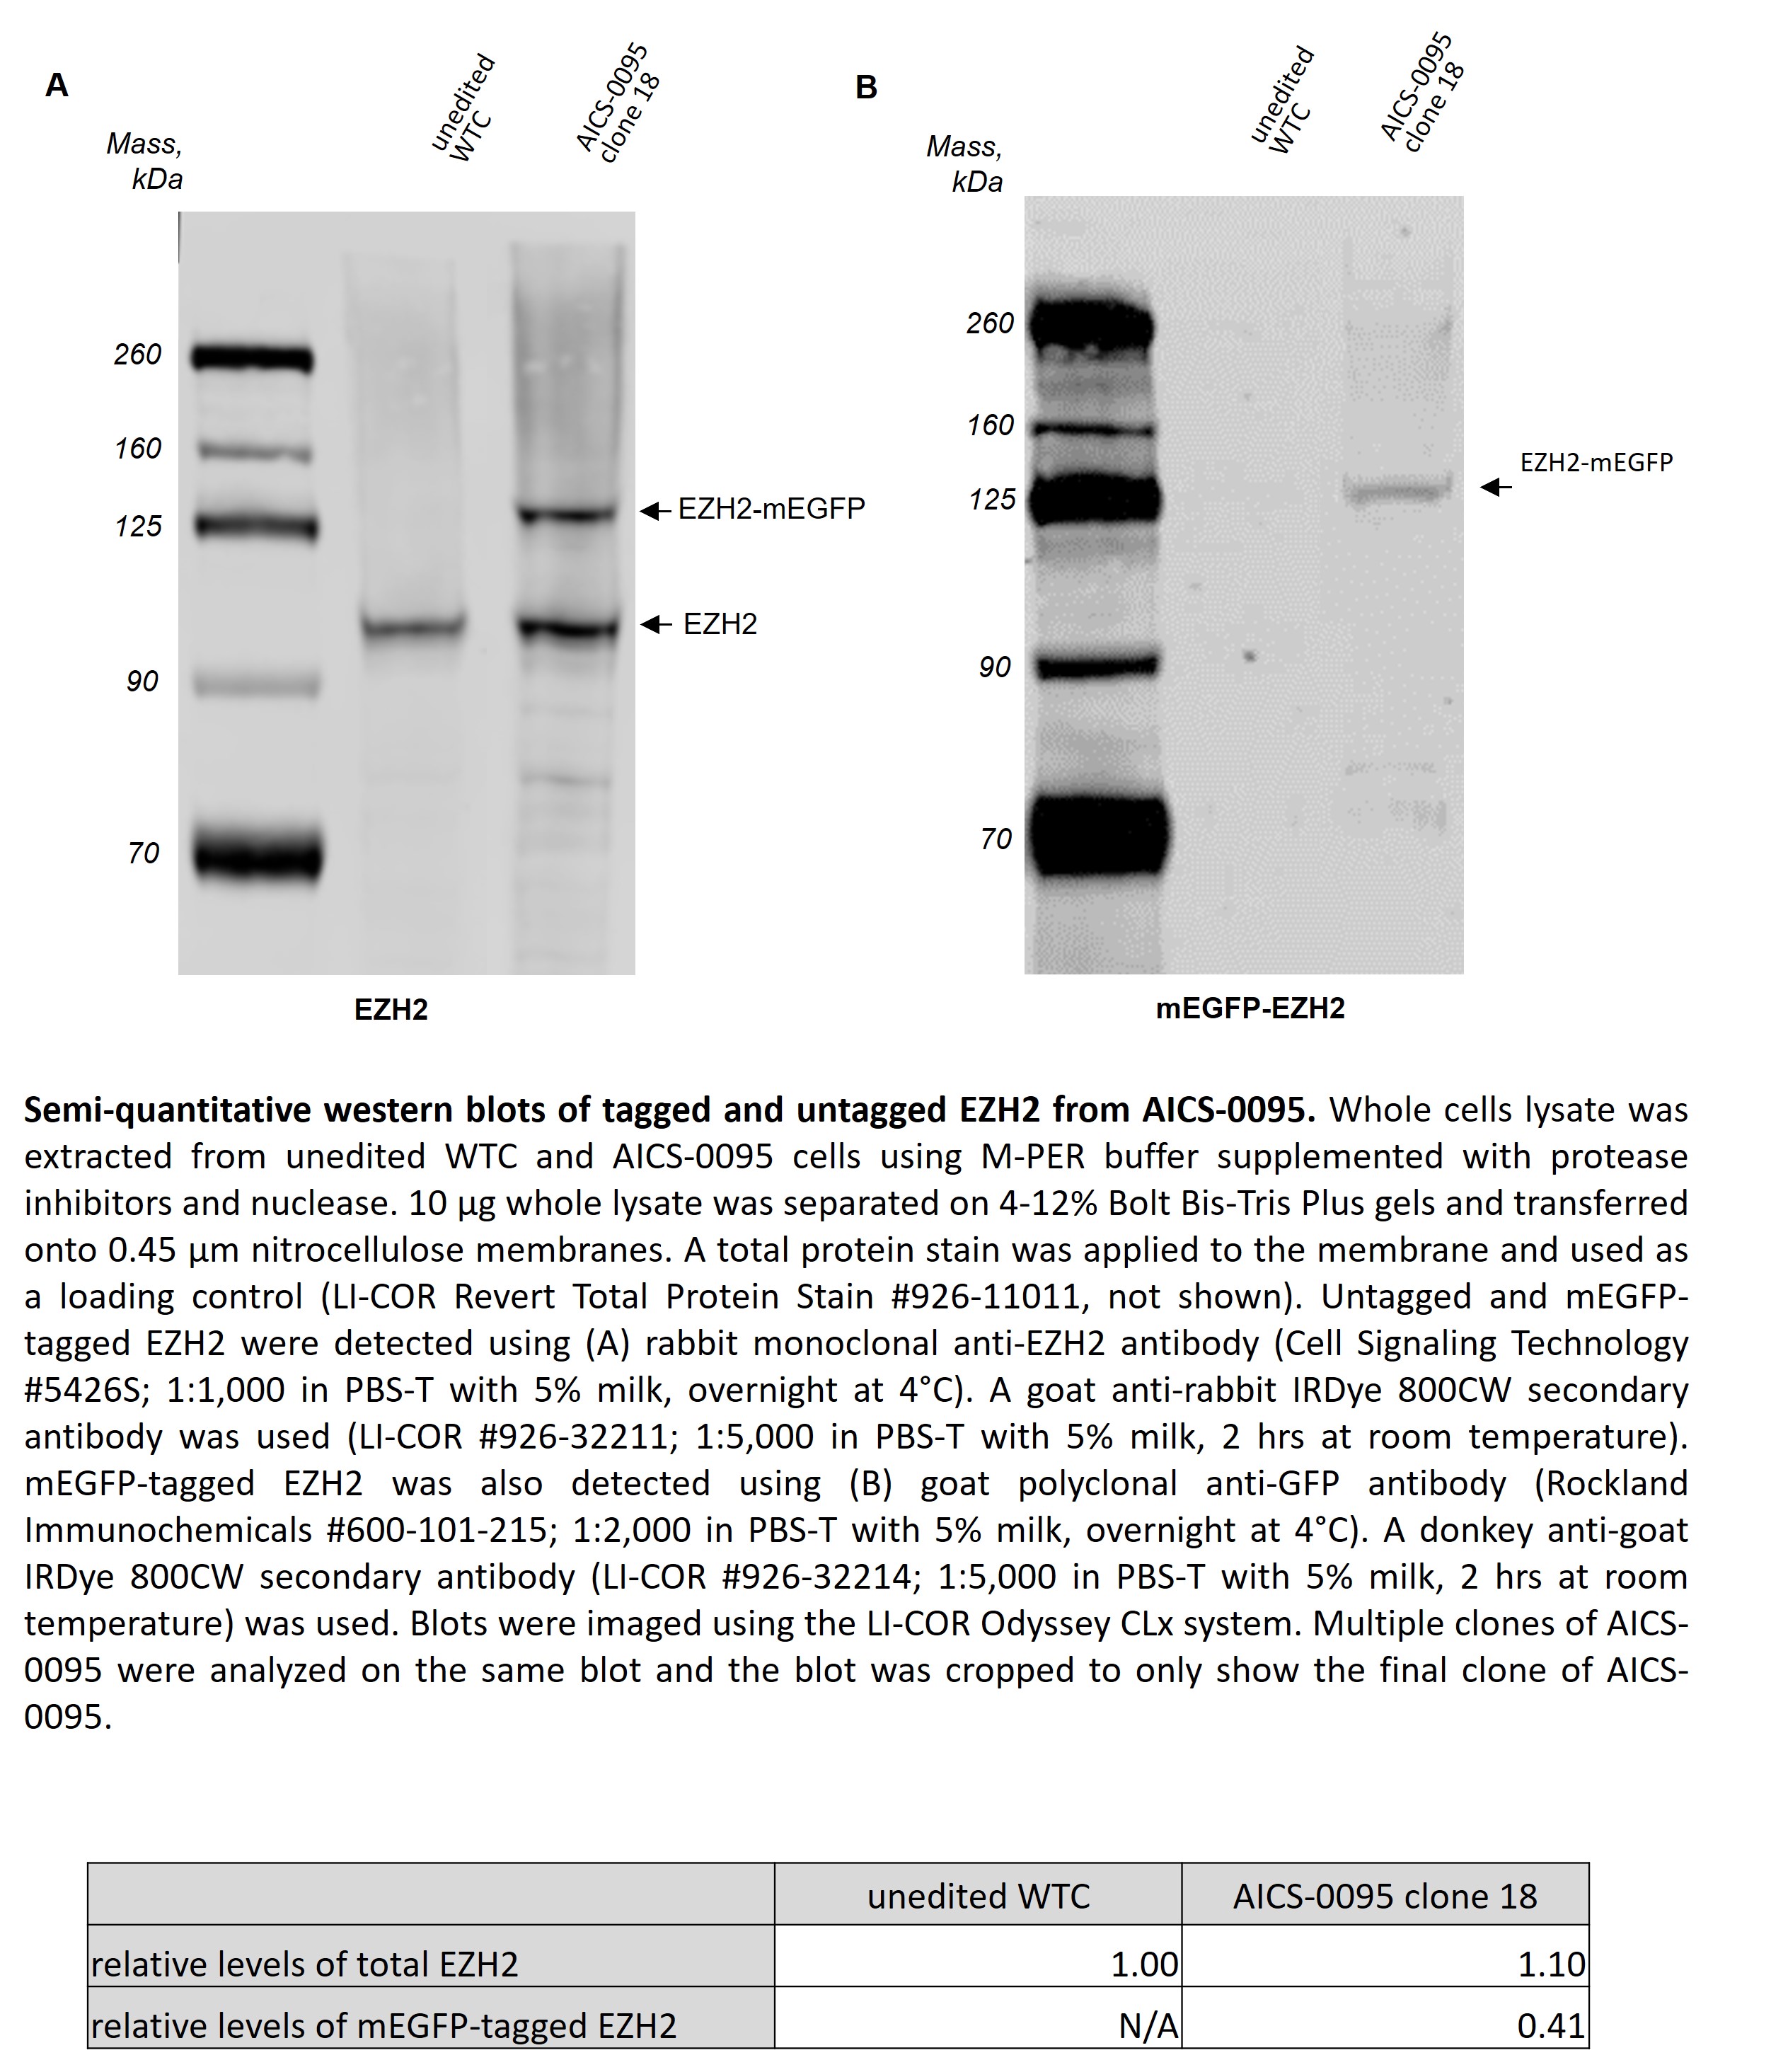 A
Mass,
kDa
unedited
WTC
AICS-0095
clone 18
260
160
125
90
70
EZH2-mEGFP
EZH2
EZH2
B
Mass,
kDa
unedited
WTC
AICS-0095
clone 18
260
160
125
90
70
EZH2-mEGFP
mEGFP-EZH2
Semi-quantitative western blots of tagged and untagged EZH2 from AICS-0095. Whole cells lysate was
extracted from unedited WTC and AICS-0095 cells using M-PER buffer supplemented with protease
inhibitors and nuclease. 10 µg whole lysate was separated on 4-12% Bolt Bis-Tris Plus gels and transferred
onto 0.45 µm nitrocellulose membranes. A total protein stain was applied to the membrane and used as
a loading control (LI-COR Revert Total Protein Stain #926-11011, not shown). Untagged and mEGFP-
tagged EZH2 were detected using (A) rabbit monoclonal anti-EZH2 antibody (Cell Signaling Technology
#5426S; 1:1,000 in PBS-T with 5% milk, overnight at 4°C). A goat anti-rabbit IRDye 800CW secondary
antibody was used (LI-COR #926-32211; 1:5,000 in PBS-T with 5% milk, 2 hrs at room temperature).
mEGFP-tagged EZH2 was also detected using (B) goat polyclonal anti-GFP antibody (Rockland
Immunochemicals #600-101-215; 1:2,000 in PBS-T with 5% milk, overnight at 4°C). A donkey anti-goat
IRDye 800CW secondary antibody (LI-COR #926-32214; 1:5,000 in PBS-T with 5% milk, 2 hrs at room
temperature) was used. Blots were imaged using the LI-COR Odyssey CLx system. Multiple clones of AICS-
0095 were analyzed on the same blot and the blot was cropped to only show the final clone of AICS-
0095.
unedited WTC AICS-0095 clone 18
relative levels of total EZH2 1.00 1.10
relative levels of mEGFP-tagged EZH2 N/A 0.41